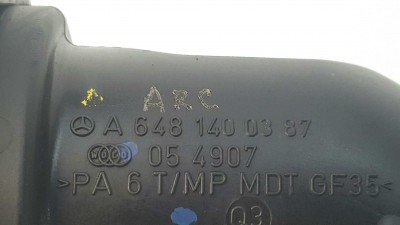 ARC
A 648 140 03 87
05 4907
>PA 6 T/MP MDT GF35<
Q3